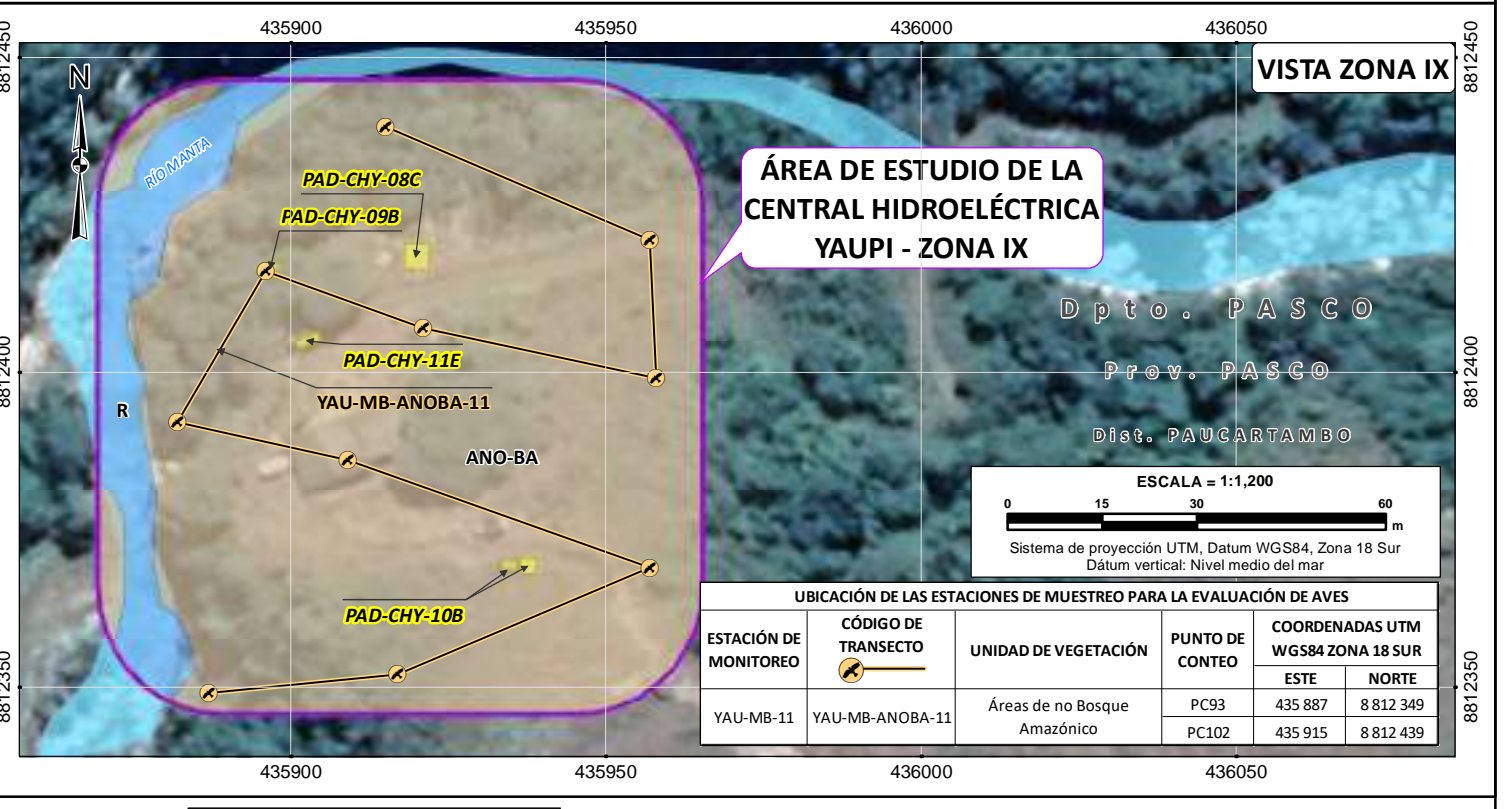 435900
435950
436000
436050
8812450
8812450
VISTA ZONA IX
N
RÍO MANTA
PAD-CHY-08C
PAD-CHY-09B
ÁREA DE ESTUDIO DE LA
CENTRAL HIDROELÉCTRICA
YAUPI - ZONA IX
Dpto. PASCO
PAD-CHY-11E
8812400
8812400
Prov. PASCO
YAU-MB-ANOBA-11
R
Dist. PAUCARTAMBO
ANO-BA
ESCALA = 1:1,200
0 15 30 60
m
Sistema de proyección UTM, Datum WGS84, Zona 18 Sur
Dátum vertical: Nivel medio del mar
PAD-CHY-10B
UBICACIÓN DE LAS ESTACIONES DE MUESTREO PARA LA EVALUACIÓN DE AVES
ESTACIÓN DE MONITOREO
CÓDIGO DE TRANSECTO
UNIDAD DE VEGETACIÓN
PUNTO DE CONTEO
COORDENADAS UTM WGS84 ZONA 18 SUR
ESTE NORTE
YAU-MB-11 YAU-MB-ANOBA-11 Áreas de no Bosque Amazónico
PC93 435 887 8 812 349
PC102 435 915 8 812 439
8812350
8812350
435900
435950
436000
436050